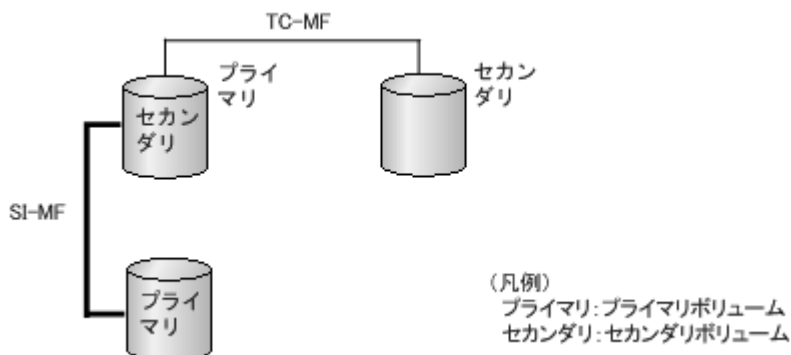 TC-MF
プライ
マリ
セカン
ダリ
セカン
ダリ
SI-MF
プライ
マリ
（凡例）
プライマリ：プライマリボリューム
セカンダリ：セカンダリボリューム